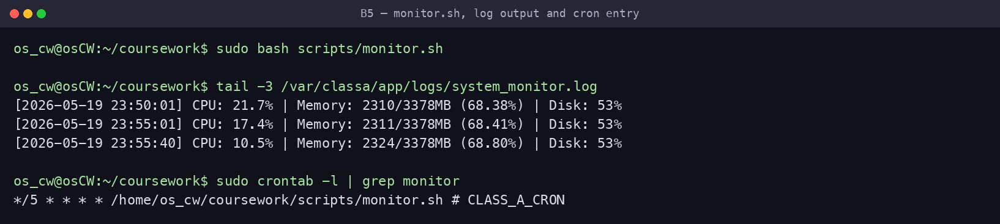 B5 — monitor.sh, log output and cron entry
os_cw@osCW:~/coursework$ sudo bash scripts/monitor.sh
os_cw@osCW:~/coursework$ tail -3 /var/classa/app/logs/system_monitor.log
[2026-05-19 23:50:01] CPU: 21.7% | Memory: 2310/3378MB (68.38%) | Disk: 53%
[2026-05-19 23:55:01] CPU: 17.4% | Memory: 2311/3378MB (68.41%) | Disk: 53%
[2026-05-19 23:55:40] CPU: 10.5% | Memory: 2324/3378MB (68.80%) | Disk: 53%
os_cw@osCW:~/coursework$ sudo crontab -l | grep monitor
*/5 * * * * /home/os_cw/coursework/scripts/monitor.sh # CLASS_A_CRON